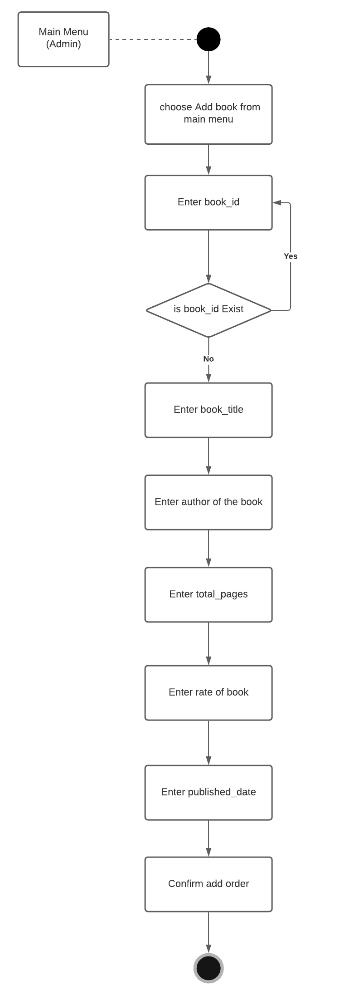 Main Menu
(Admin)
choose Add book from
main menu
Enter book_id
Yes
is book_id Exist
No
Enter book_title
Enter author of the book
Enter total_pages
Enter rate of book
Enter published_date
Confirm add order